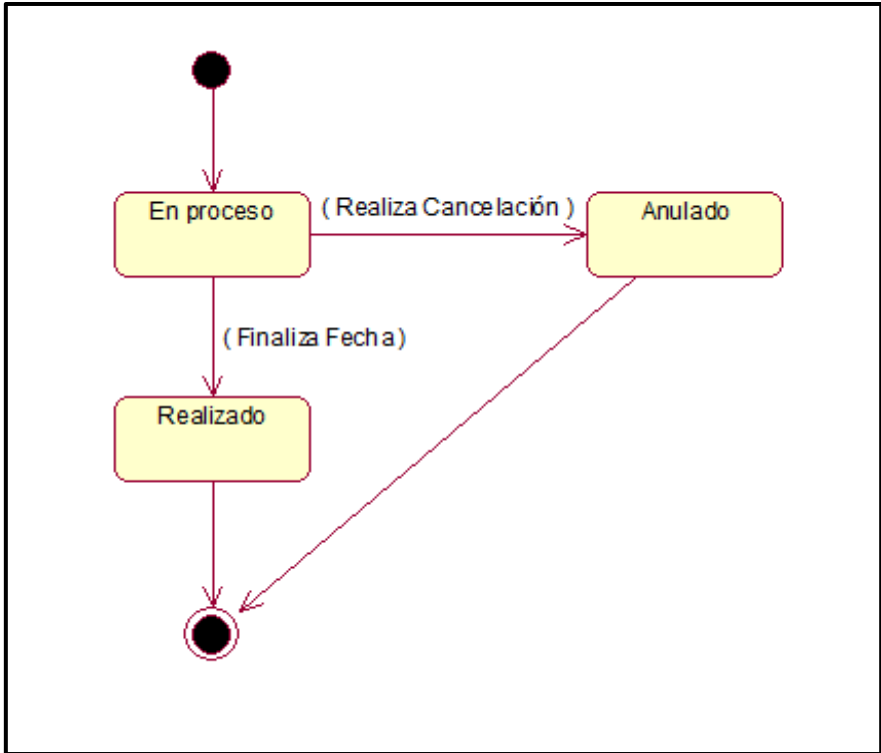 En proceso
( Realiza Cancelación )
Anulado
( Finaliza Fecha )
Realizado